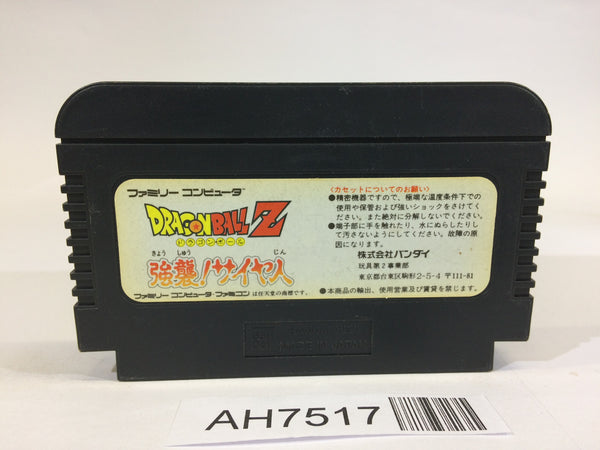 ファミリー コンピュータ™
DRAGON BALL Z
ドラゴンボール
きょう しゅう じん
強襲!サイヤ人
ファミリー コンピュータ・ファミコンは任天堂の商標です。
<カセットについてのお願い>
●精密機器ですので、極端な温度条件下での
使用や保管および強いショックをさけてく
ださい。また絶対に分解しないでください。
●端子部に手を触れたり、水にぬらしたりし
て汚さないようにしてください。故障の原
因になります。
株式会社バンダイ
玩具第2事業部
東京都台東区駒形2-5-4 〒111-81
●本商品の輸出、使用営業及び賃貸を禁じます。
MADE IN JAPAN
AH7517